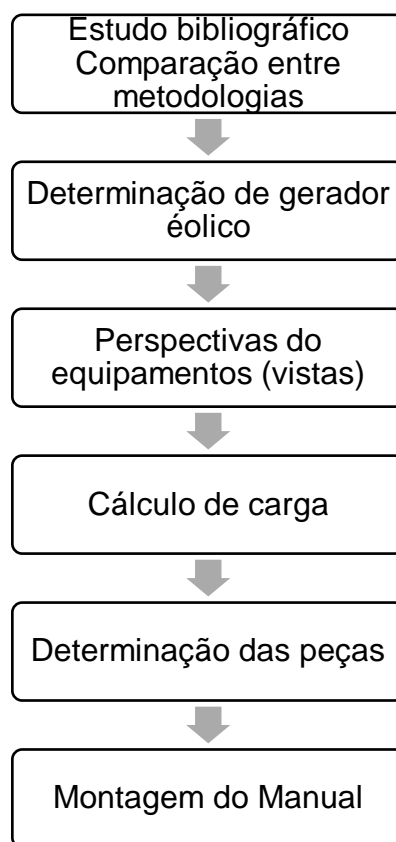 Estudo bibliográfico
Comparação entre
metodologias
Determinação de gerador
éolico
Perspectivas do
equipamentos (vistas)
Cálculo de carga
Determinação das peças
Montagem do Manual